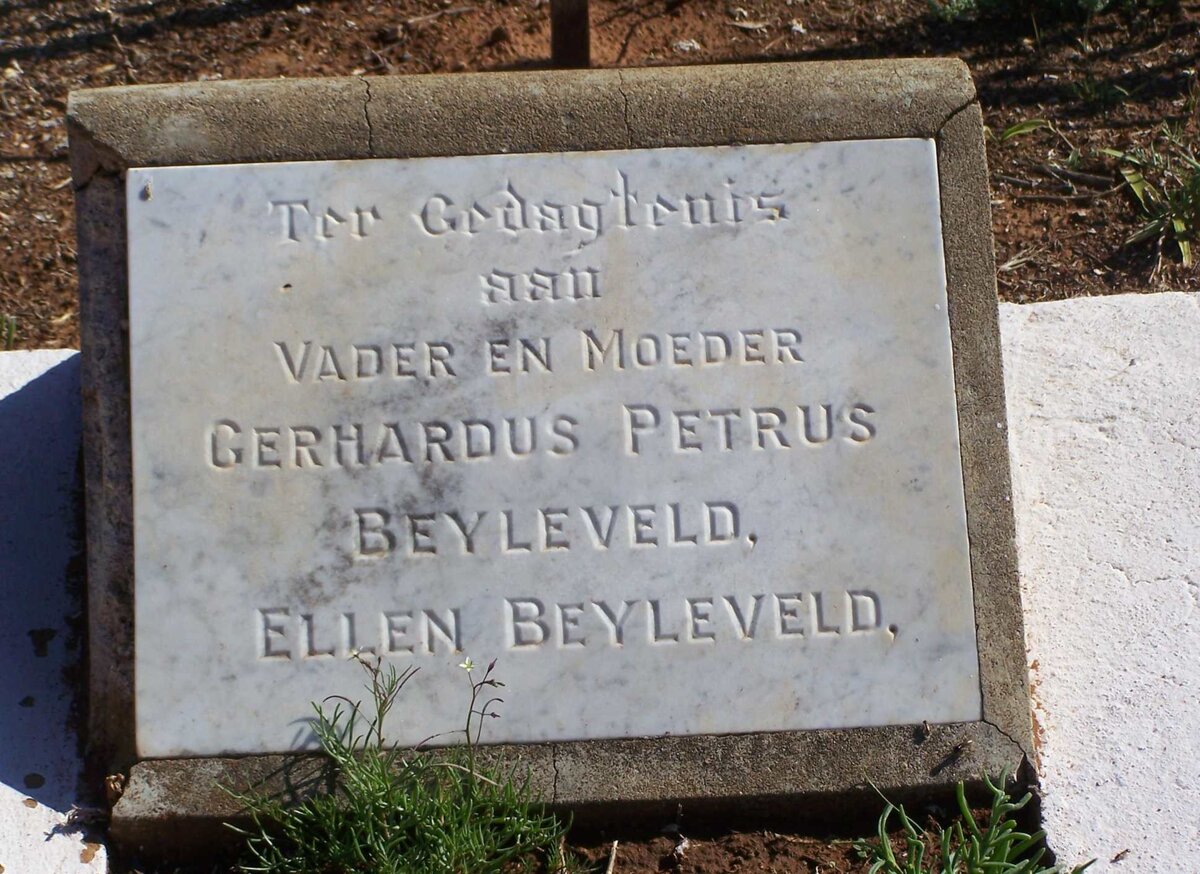 Ter Gedagtenis
aan
VADER EN MOEDER
GERHARDUS PETRUS
BEYLEVELD,
ELLEN BEYLEVELD,